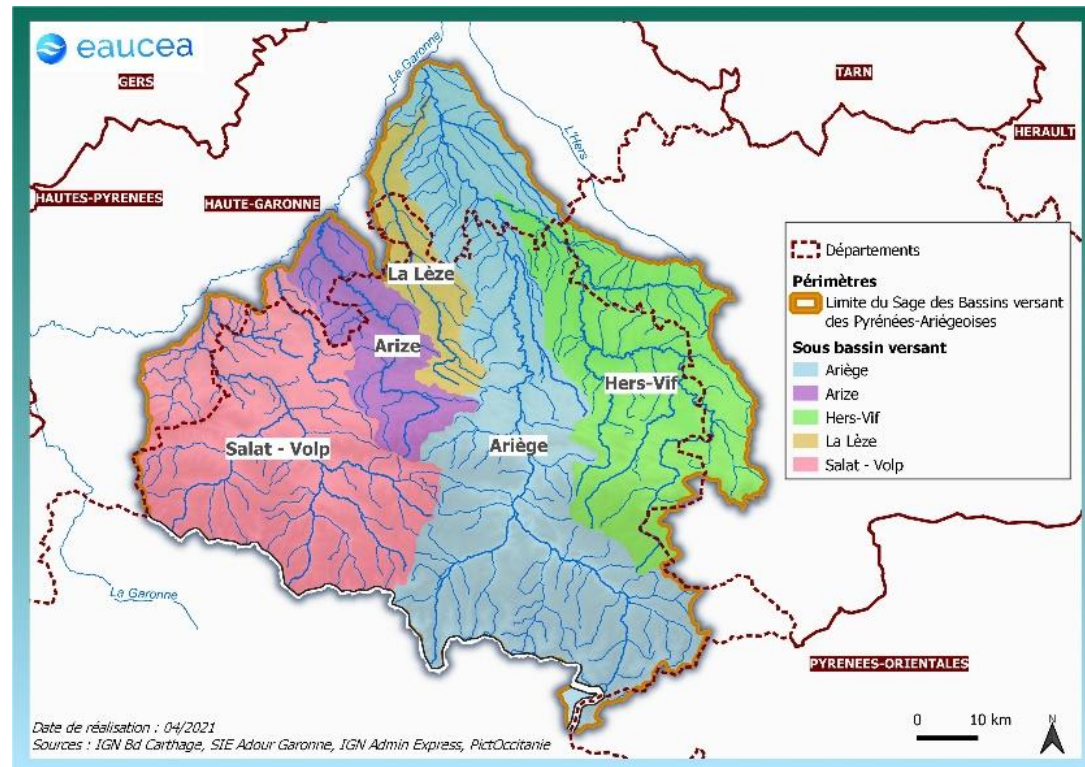 eaucea
GERS
La Garonne
TARN
L'Hers
HERAULT
HAUTES-PYRENEES
HAUTE-GARONNE
Départements
Périmètres
Limite du Sage des Bassins versant
des Pyrénées-Ariégeoises
Sous bassin versant
Ariège
Arize
Hers-Vif
La Lèze
Salat - Volp
La Lèze
Arize
Hers-Vif
Salat - Volp
Ariège
La Garonne
PYRENEES-ORIENTALES
Date de réalisation : 04/2021
Sources : IGN Bd Carthage, SIE Adour Garonne, IGN Admin Express, PictOccitanie
0 10 km
N